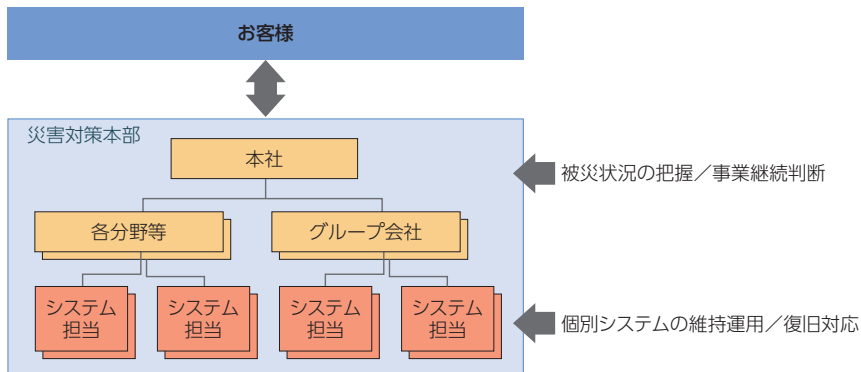 お客様
災害対策本部
本社
被災状況の把握／事業継続判断
各分野等
グループ会社
システム
担当
システム
担当
システム
担当
システム
担当
個別システムの維持運用／復旧対応